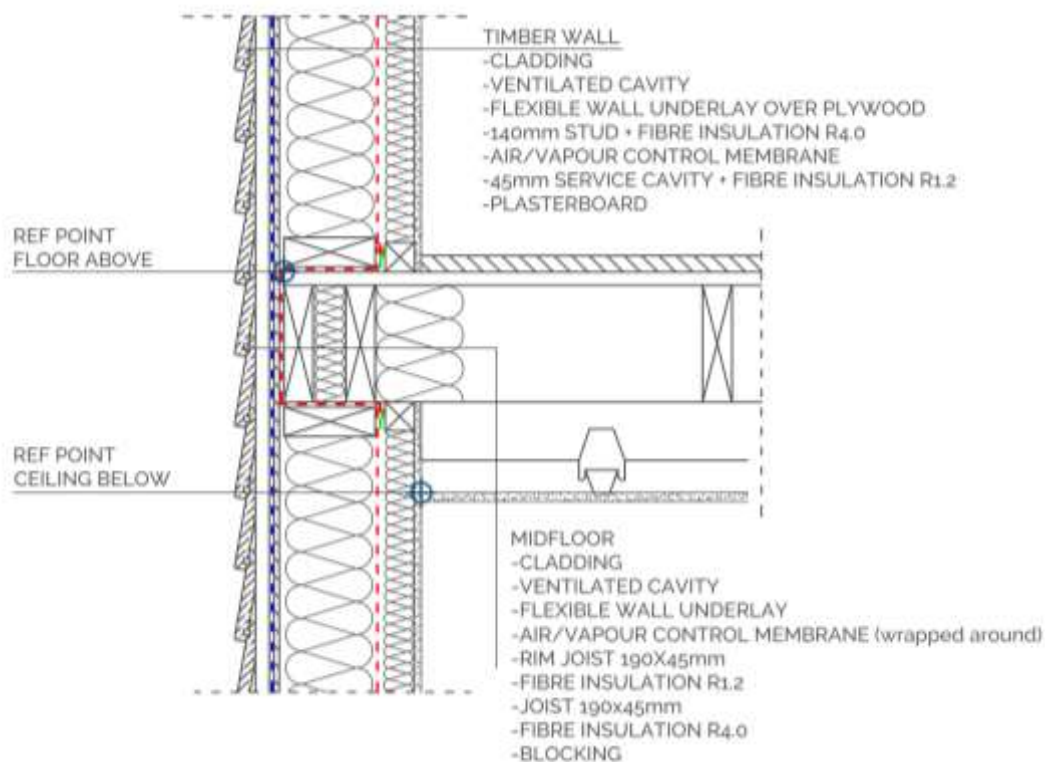 TIMBER WALL
-CLADDING
-VENTILATED CAVITY
-FLEXIBLE WALL UNDERLAY OVER PLYWOOD
-140mm STUD + FIBRE INSULATION R4.0
-AIR/VAPOUR CONTROL MEMBRANE
-45mm SERVICE CAVITY + FIBRE INSULATION R1.2
-PLASTERBOARD
REF POINT
FLOOR ABOVE
REF POINT
CEILING BELOW
MIDFLOOR
-CLADDING
-VENTILATED CAVITY
-FLEXIBLE WALL UNDERLAY
-AIR/VAPOUR CONTROL MEMBRANE (wrapped around)
-RIM JOIST 190X45mm
-FIBRE INSULATION R1.2
-JOIST 190x45mm
-FIBRE INSULATION R4.0
-BLOCKING